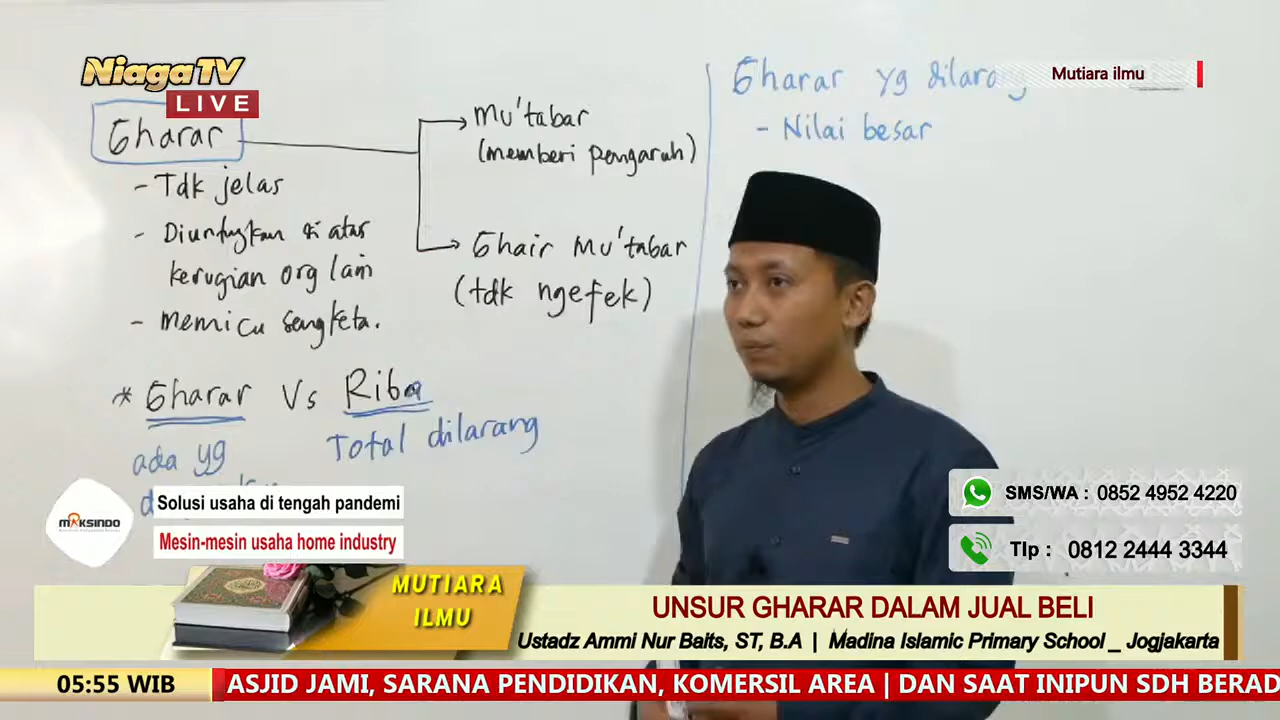 NiagaTV
LIVE
Mutiara ilmu
Gharar
- Tdk jelas
- Diuntungkan di atas
kerugian org lain
- memicu sengketa.
Mu'tabar
(memberi pengaruh)
Ghair Mu'tabar
(tdk ngefek)
* Gharar Vs Riba
ada yg
Total dilarang
Gharar yg dilarang
- Nilai besar
MAKSINDO
Solusi usaha di tengah pandemi
Mesin-mesin usaha home industry
SMS/WA : 0852 4952 4220
Tlp : 0812 2444 3344
MUTIARA
ILMU
UNSUR GHARAR DALAM JUAL BELI
Ustadz Ammi Nur Baits, ST, B.A | Madina Islamic Primary School _ Jogjakarta
05:55 WIB
ASJID JAMI, SARANA PENDIDIKAN, KOMERSIL AREA | DAN SAAT INIPUN SDH BERAD